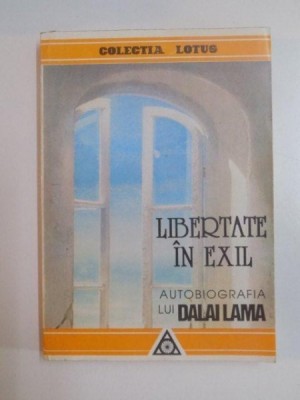 COLECTIA LOTUS
LIBERTATE
ÎN EXIL
AUTOBIOGRAFIA
LUI DALAI LAMA